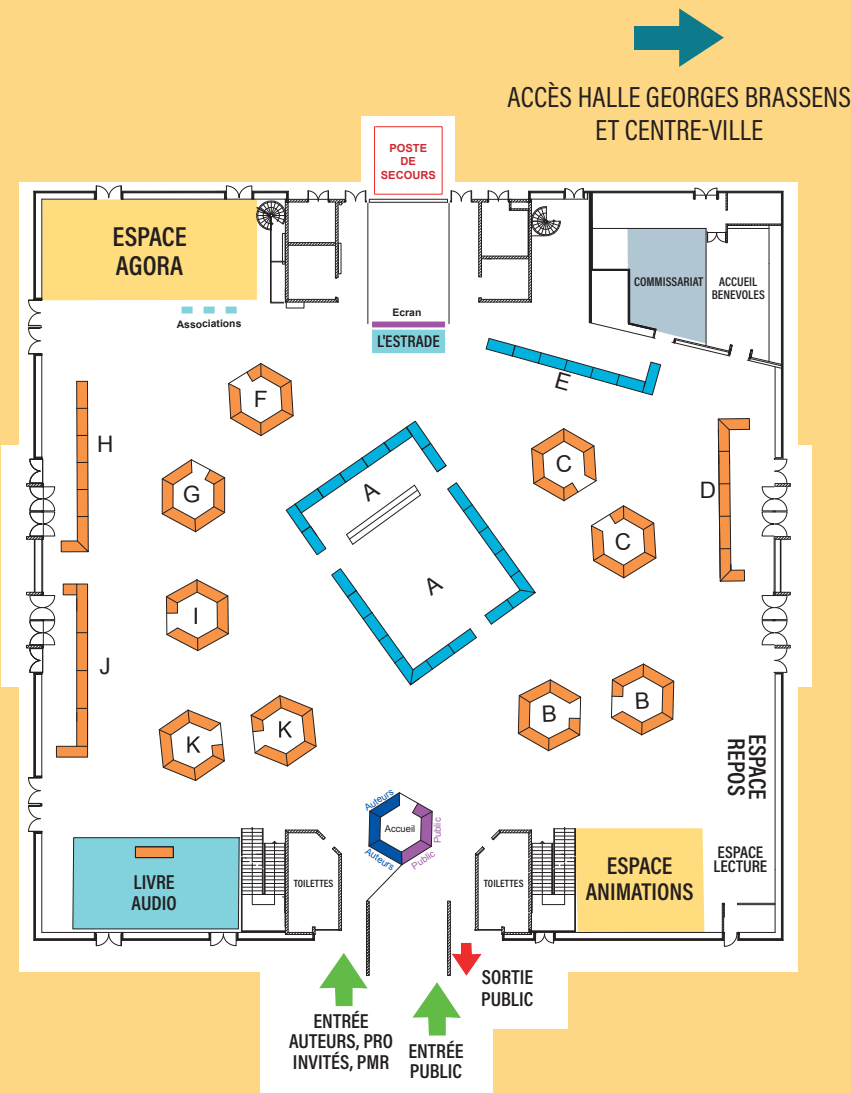 ACCÈS HALLE GEORGES BRASSENS
ET CENTRE-VILLE
POSTE
DE
SECOURS
ESPACE
AGORA
Associations
Ecran
L'ESTRADE
COMMISSARIAT
ACCUEIL
BENEVOLES
E
F
H
G
A
C
D
C
A
I
J
K
K
B
B
ESPACE
REPOS
Auteurs
Accueil
Public
Auteurs
Public
LIVRE
AUDIO
TOILETTES
TOILETTES
ESPACE
ANIMATIONS
ESPACE
LECTURE
SORTIE
PUBLIC
ENTRÉE
AUTEURS, PRO
INVITÉS, PMR
ENTRÉE
PUBLIC